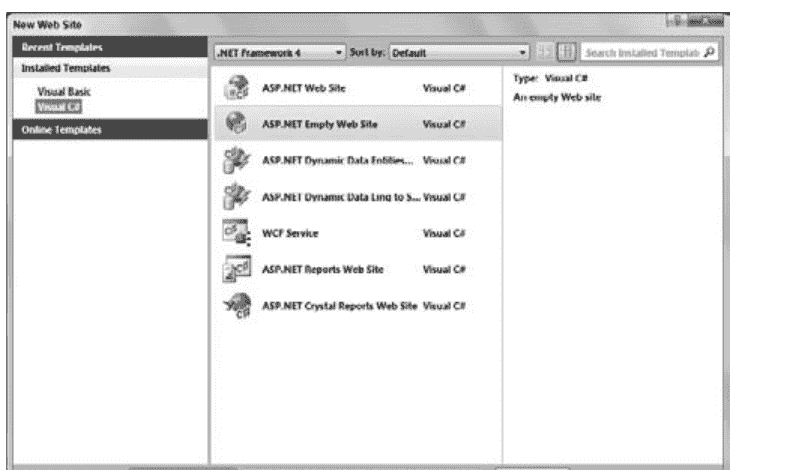 New Web Site
Recent Templates
Installed Templates
Visual Basic
Visual C#
Online Templates
.NET Framework 4
Sort by: Default
Search Installed Templat
ASP.NET Web Site Visual C#
ASP.NET Empty Web Site Visual C#
ASP.NET Dynamic Data Entities... Visual C#
ASP.NET Dynamic Data Linq to S... Visual C#
WCF Service Visual C#
ASP.NET Reports Web Site Visual C#
ASP.NET Crystal Reports Web Site Visual C#
Type: Visual C#
An empty Web site